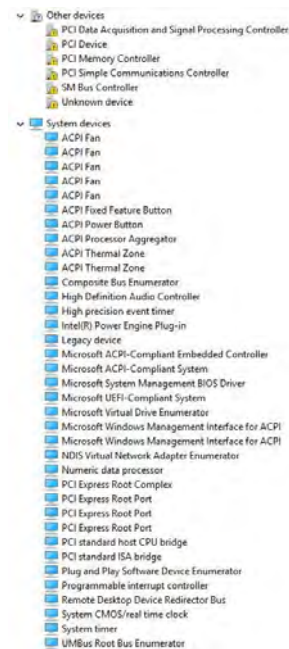 Other devices
PCI Data Acquisition and Signal Processing Controller
PCI Device
PCI Memory Controller
PCI Simple Communications Controller
SM Bus Controller
Unknown device
System devices
ACPI Fan
ACPI Fan
ACPI Fan
ACPI Fan
ACPI Fan
ACPI Fixed Feature Button
ACPI Power Button
ACPI Processor Aggregator
ACPI Thermal Zone
ACPI Thermal Zone
Composite Bus Enumerator
High Definition Audio Controller
High precision event timer
Intel(R) Power Engine Plug-in
Legacy device
Microsoft ACPI-Compliant Embedded Controller
Microsoft ACPI-Compliant System
Microsoft System Management BIOS Driver
Microsoft UEFI-Compliant System
Microsoft Virtual Drive Enumerator
Microsoft Windows Management Interface for ACPI
Microsoft Windows Management Interface for ACPI
NDIS Virtual Network Adapter Enumerator
Numeric data processor
PCI Express Root Complex
PCI Express Root Port
PCI Express Root Port
PCI Express Root Port
PCI standard host CPU bridge
PCI standard ISA bridge
Plug and Play Software Device Enumerator
Programmable interrupt controller
Remote Desktop Device Redirector Bus
System CMOS/real time clock
System timer
UMBus Root Bus Enumerator